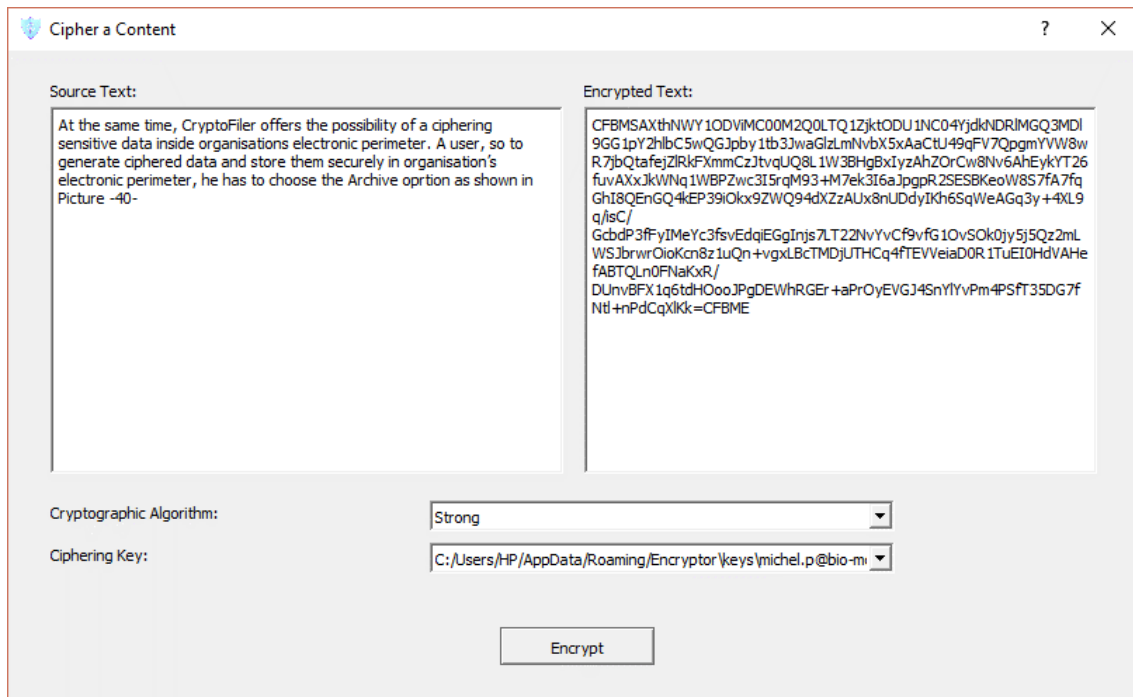 Cipher a Content
?
Source Text:
At the same time, CryptoFiler offers the possibility of a ciphering
sensitive data inside organisations electronic perimeter. A user, so to
generate ciphered data and store them securely in organisation's
electronic perimeter, he has to choose the Archive oprtion as shown in
Picture -40-
Encrypted Text:
CFBMSAXthNWY1ODViMC00M2Q0LTQ1ZjktODU1NC04YjdkNDRlMGQ3MDl
9GG1pY2hlbC5wQGJpby1tb3JwaGlzLmNvbX5xAaCtU49qFV7QpgmYVW8w
R7jbQtafejZlRkFXmmCzJtvqUQ8L1W3BHgBxIyzAhZOrCw8Nv6AhEykYT26
fuvAXxJkWNq1WBPZwc3I5rqM93+M7ek3I6aJpgpR2SESBKeoW8S7fA7fq
GhI8QEnGQ4kEP39iOkx9ZWQ94dXZzAUx8nUDdyIKh6SqWeAGq3y+4XL9
q/isC/
GcbdP3fFyIMeYc3fsvEdqiEGgInjs7LT22NvYvCf9vfG1OvSOk0jy5j5Qz2mL
WSJbrwrOioKcn8z1uQn+vgxLBcTMDjUTHCq4fTEVVeiaD0R1TuEI0HdVAHe
fABTQLn0FNaKxR/
DUnvBFX1q6tdHOooJPgDEWhRGEr+aPrOyEVGJ4SnYlYvPm4PSfT35DG7f
NtI+nPdCqXlKk=CFBME
Cryptographic Algorithm:
Strong
Ciphering Key:
C:/Users/HP/AppData/Roaming/Encryptor\keys\michel.p@bio-m
Encrypt